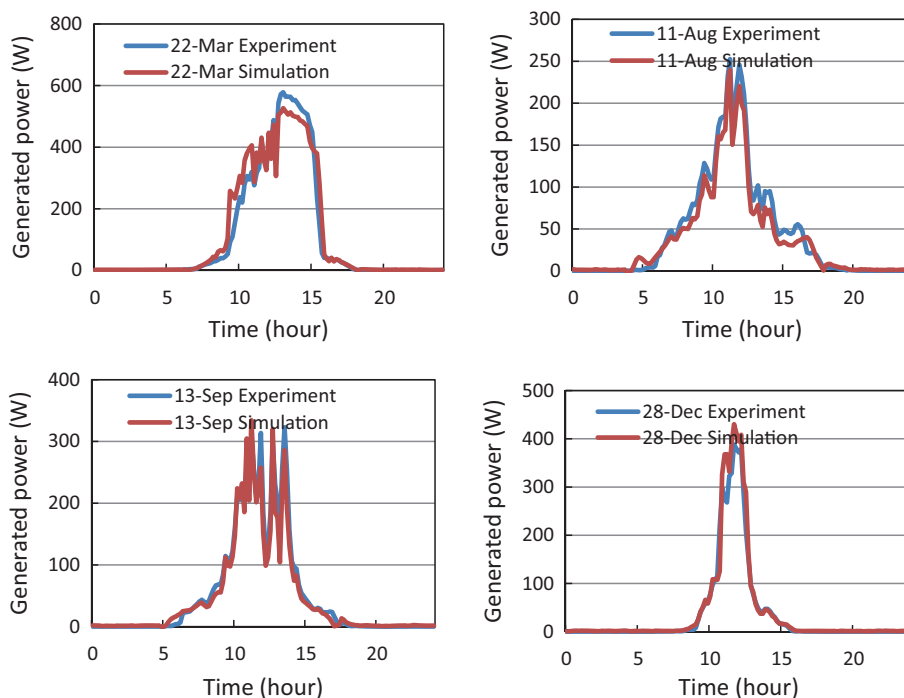 Generated power (W)
800
600
400
200
0
22-Mar Experiment
22-Mar Simulation
0 5 10 15 20
Time (hour)
Generated power (W)
300
250
200
150
100
50
0
11-Aug Experiment
11-Aug Simulation
0 5 10 15 20
Time (hour)
Generated power (W)
400
300
200
100
0
13-Sep Experiment
13-Sep Simulation
0 5 10 15 20
Time (hour)
Generated power (W)
500
400
300
200
100
0
28-Dec Experiment
28-Dec Simulation
0 5 10 15 20
Time (hour)